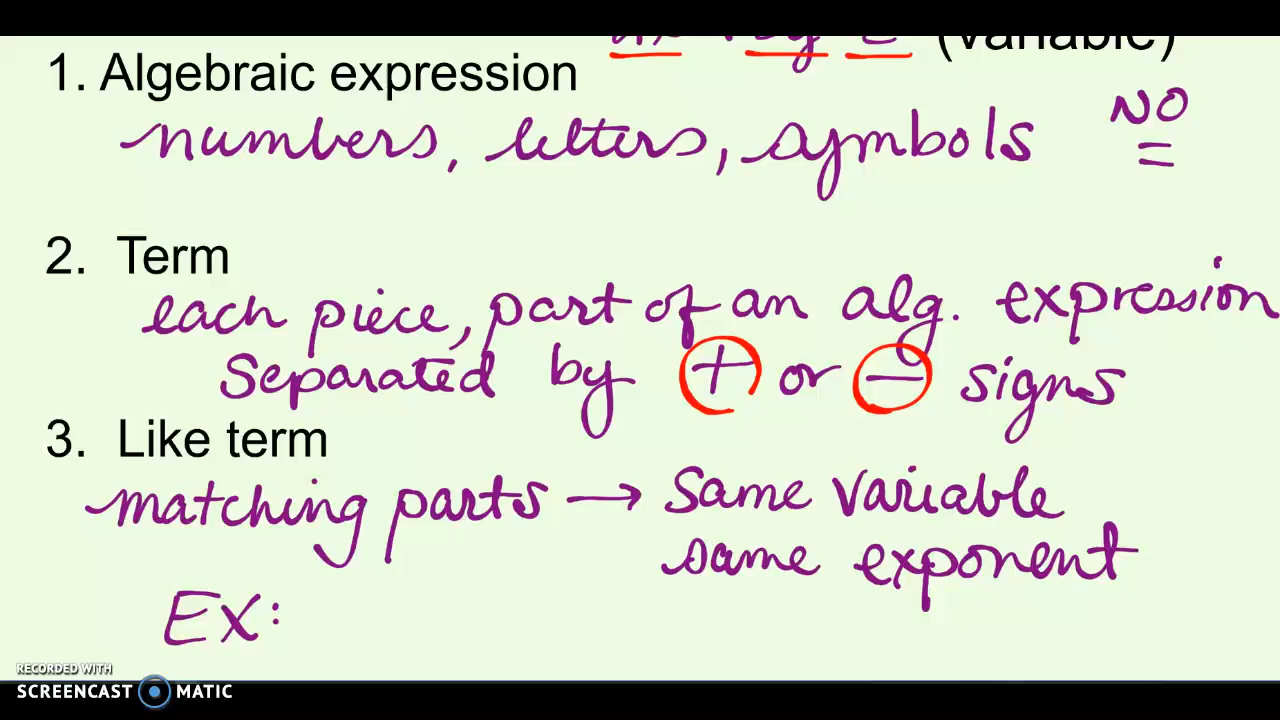 (variable)
1. Algebraic expression
numbers, letters, symbols NO
=
2. Term
each piece, part of an alg. expression
separated by + or - signs
3. Like term
matching parts → same variable
same exponent
EX:
RECORDED WITH
SCREENCAST MATIC